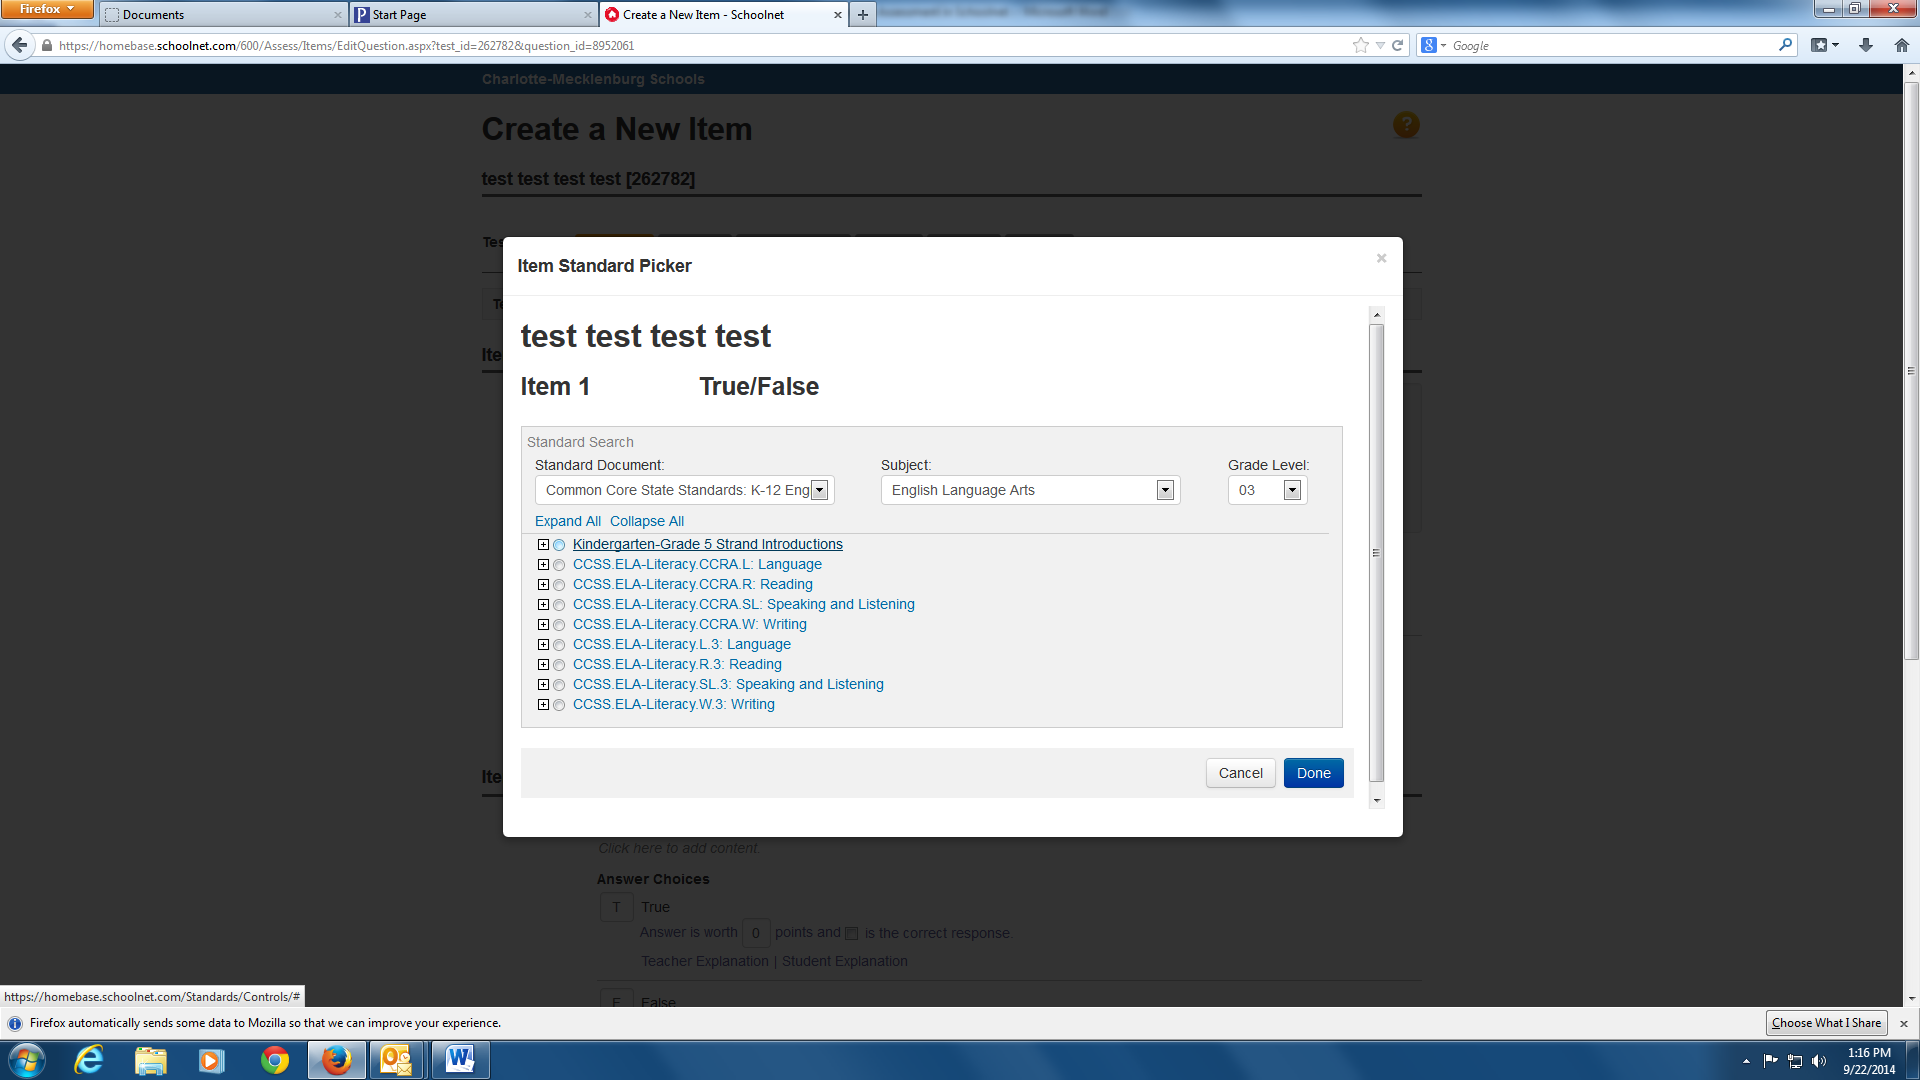 Firefox
Documents
Start Page
Create a New Item - Schoolnet
https://homebase.schoolnet.com/600/Assess/Items/EditQuestion.aspx?test_id=262782&question_id=8952061
Google
Charlotte-Mecklenburg Schools
Create a New Item
?
test test test test [262782]
Item Standard Picker
test test test test
Item 1 True/False
Standard Search
Standard Document: Subject: Grade Level:
Common Core State Standards: K-12 Eng English Language Arts 03
Expand All Collapse All
Kindergarten-Grade 5 Strand Introductions
CCSS.ELA-Literacy.CCRA.L: Language
CCSS.ELA-Literacy.CCRA.R: Reading
CCSS.ELA-Literacy.CCRA.SL: Speaking and Listening
CCSS.ELA-Literacy.CCRA.W: Writing
CCSS.ELA-Literacy.L.3: Language
CCSS.ELA-Literacy.R.3: Reading
CCSS.ELA-Literacy.SL.3: Speaking and Listening
CCSS.ELA-Literacy.W.3: Writing
Cancel Done
Click here to add content.
Answer Choices
T True
Answer is worth 0 points and is the correct response.
Teacher Explanation | Student Explanation
F False
https://homebase.schoolnet.com/Standards/Controls/#
Firefox automatically sends some data to Mozilla so that we can improve your experience.
Choose What I Share
1:16 PM
9/22/2014